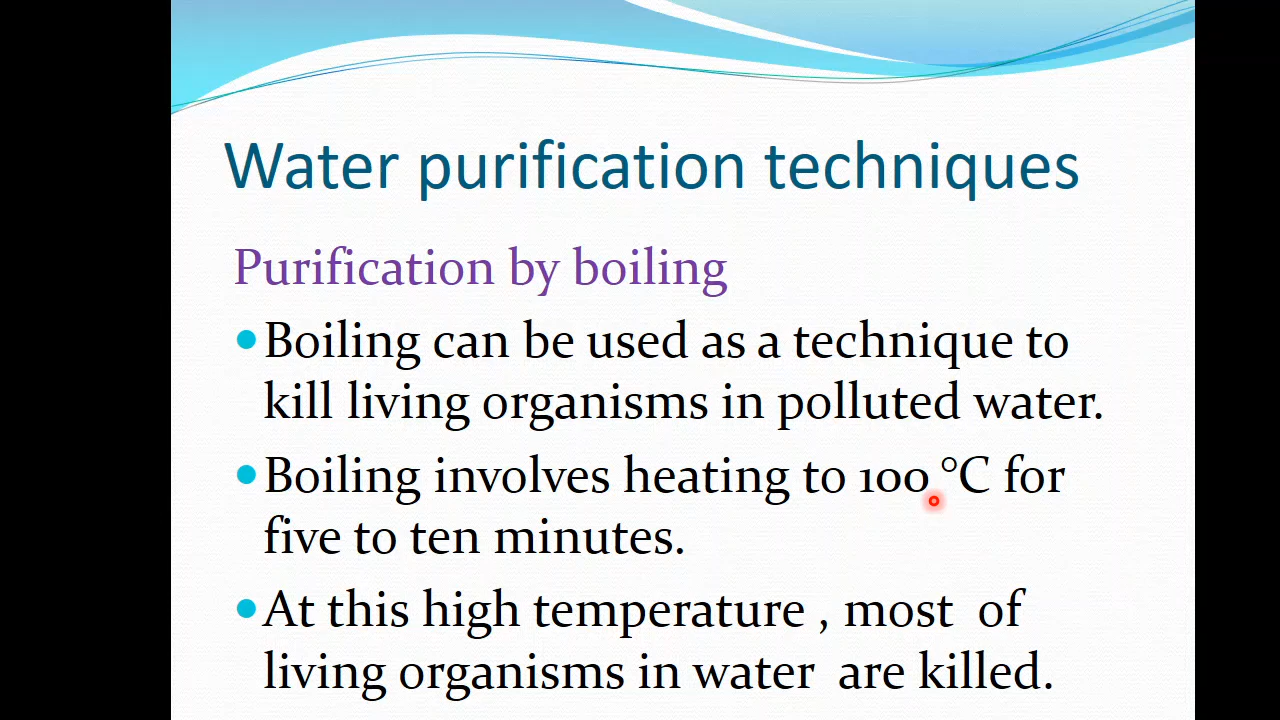 Water purification techniques
Purification by boiling
•Boiling can be used as a technique to
kill living organisms in polluted water.
•Boiling involves heating to 100 °C for
five to ten minutes.
•At this high temperature , most  of
living organisms in water  are killed.